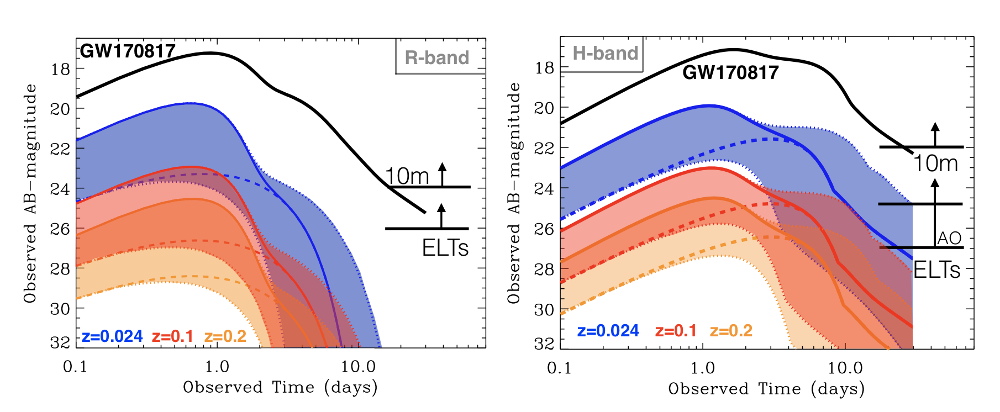 GW170817
R-band
18
20
22
24
26
28
30
32
Observed AB-magnitude
10m
ELTs
z=0.024 z=0.1 z=0.2
0.1 1.0 10.0
Observed Time (days)
H-band
GW170817
18
20
22
24
26
28
30
32
Observed AB-magnitude
10m
AO
ELTs
z=0.024 z=0.1 z=0.2
0.1 1.0 10.0
Observed Time (days)